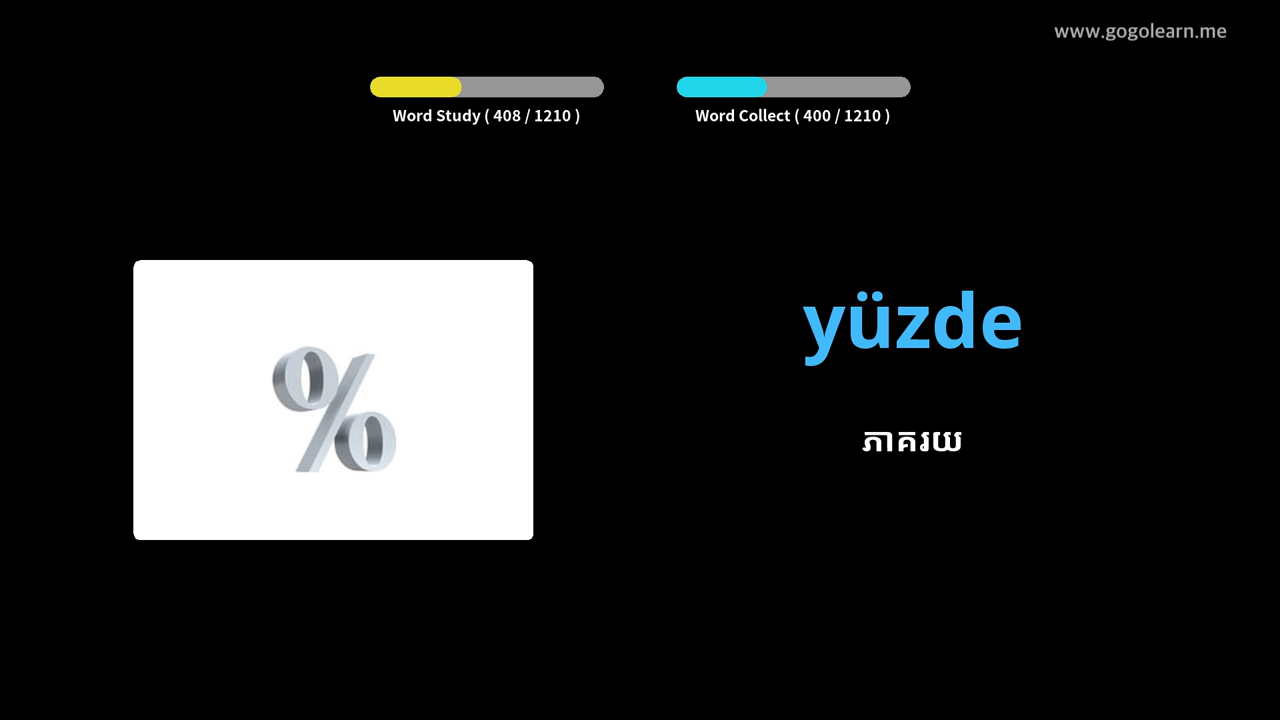 www.gogolearn.me
Word Study ( 408 / 1210 )
Word Collect ( 400 / 1210 )
%
yüzde
ភាគរយ